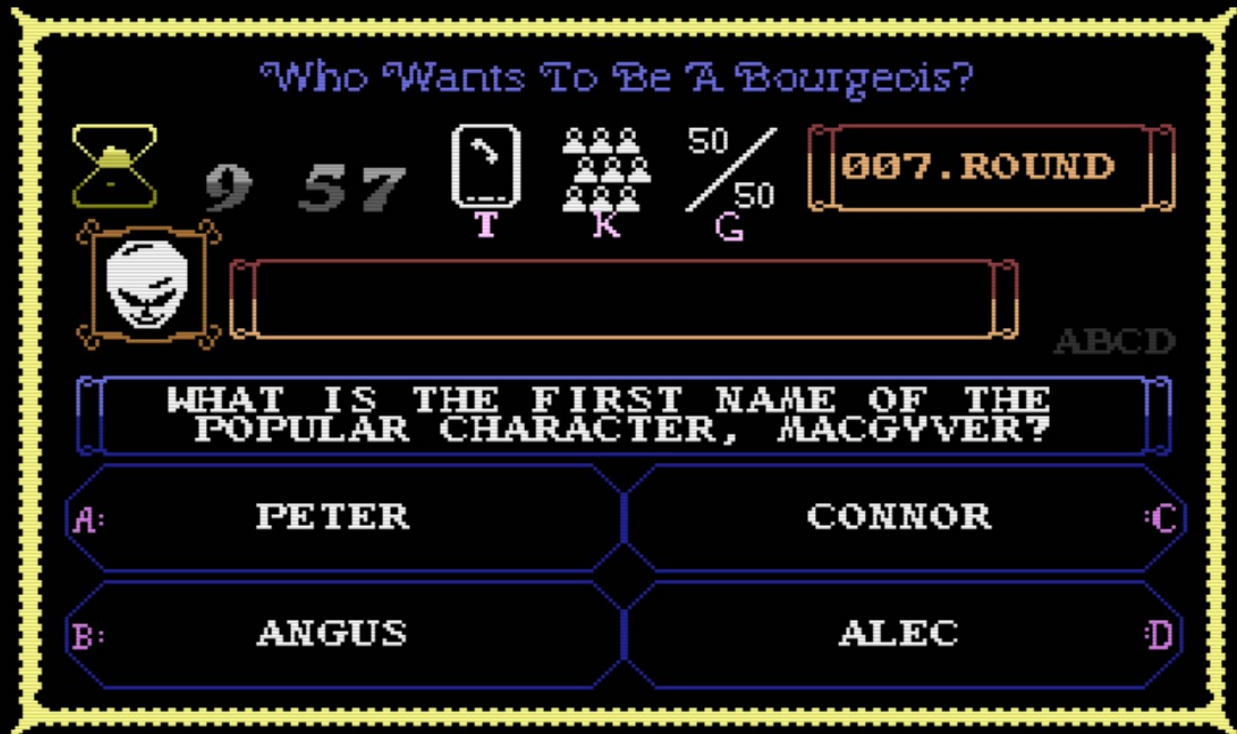 Who Wants To Be A Bourgeois?
9 57
50
50
007.ROUND
T K G
ABCD
WHAT IS THE FIRST NAME OF THE
POPULAR CHARACTER, MACGYVER?
A: PETER
CONNOR :C
B: ANGUS
ALEC :D